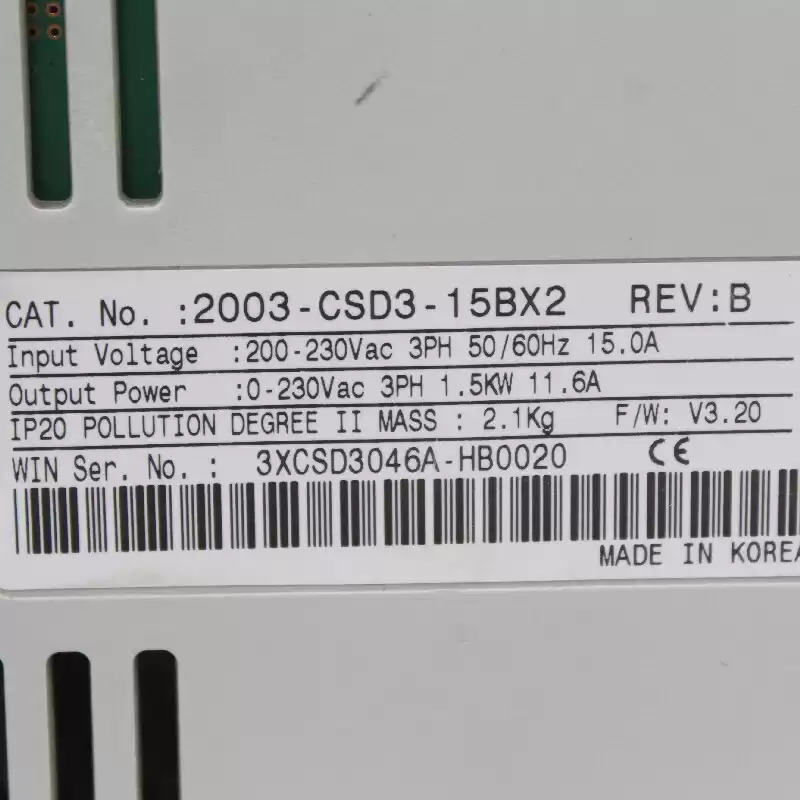 CAT. No. :2003-CSD3-15BX2 REV:B
Input Voltage :200-230Vac 3PH 50/60Hz 15.0A
Output Power :0-230Vac 3PH 1.5KW 11.6A
IP20 POLLUTION DEGREE II MASS : 2.1Kg F/W: V3.20
WIN Ser. No. : 3XCSD3046A-HB0020 CE
MADE IN KOREA